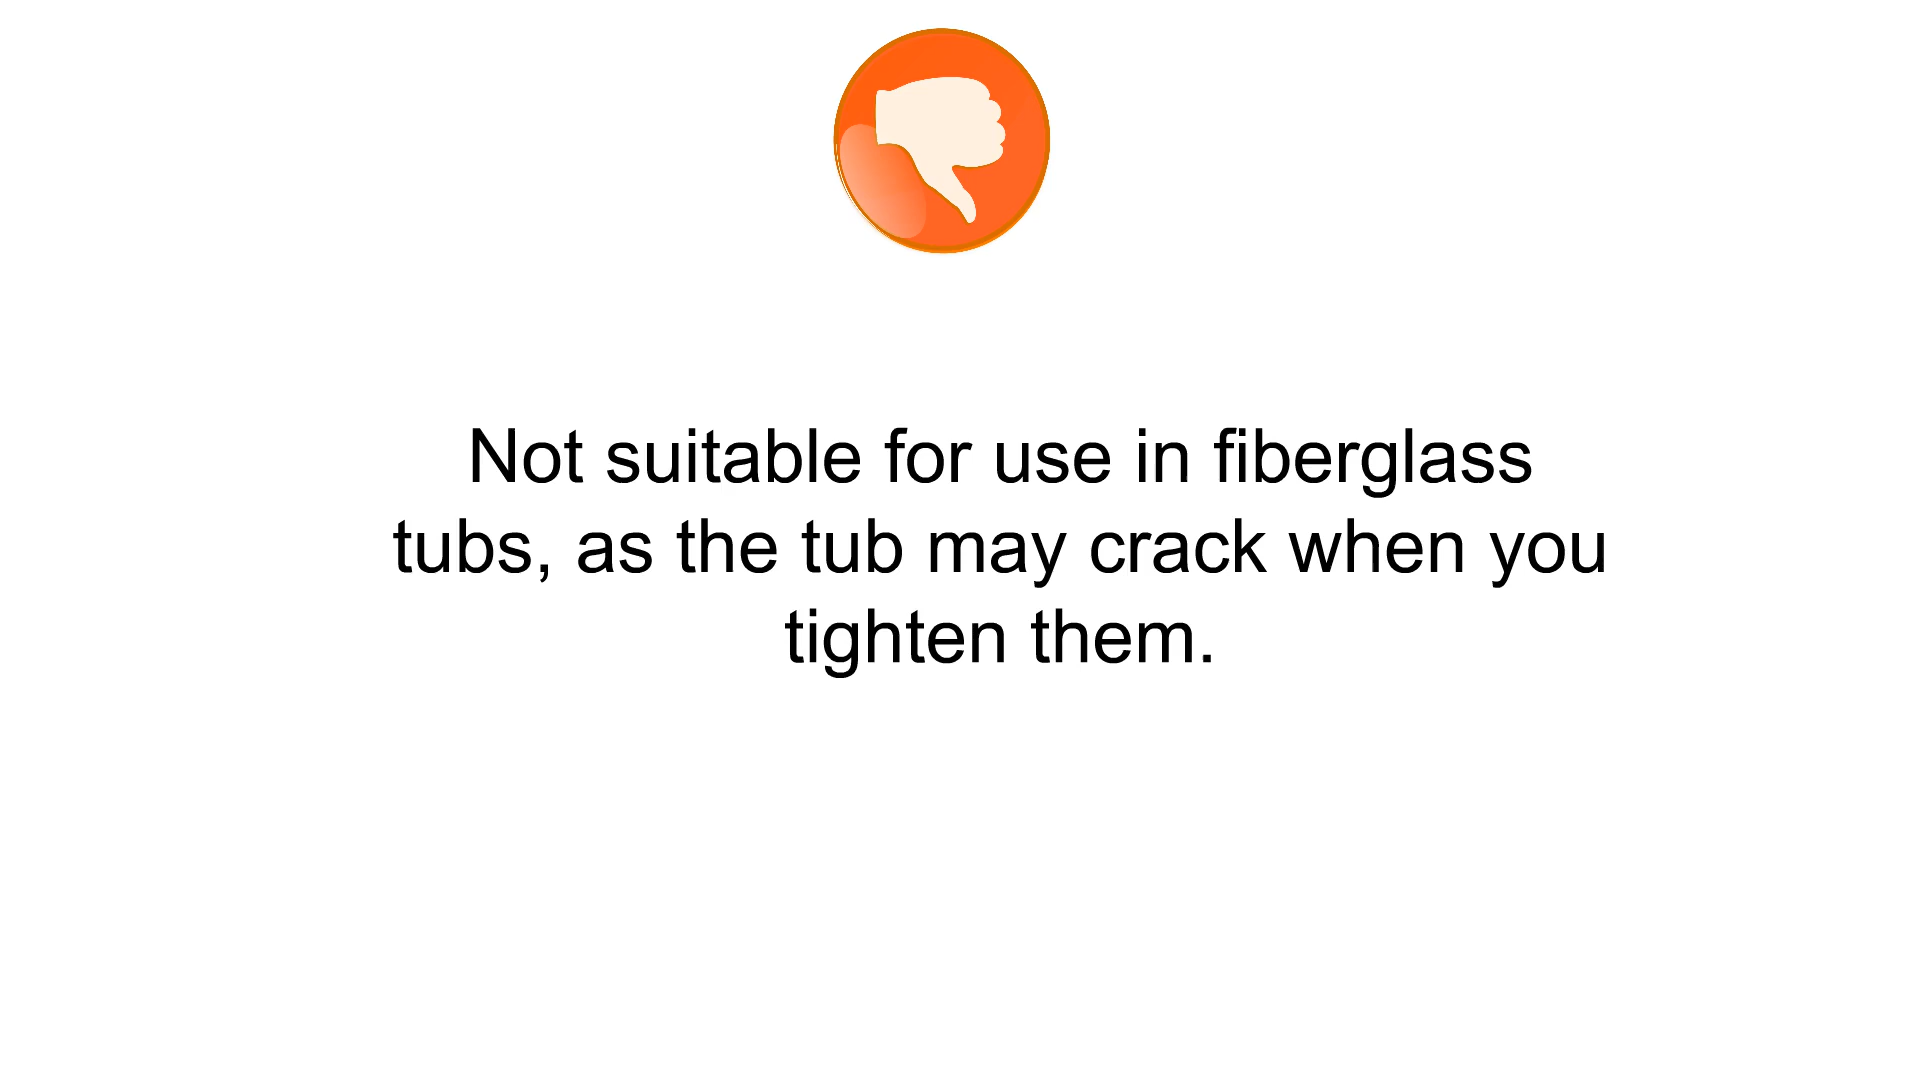 Not suitable for use in fiberglass
tubs, as the tub may crack when you
tighten them.